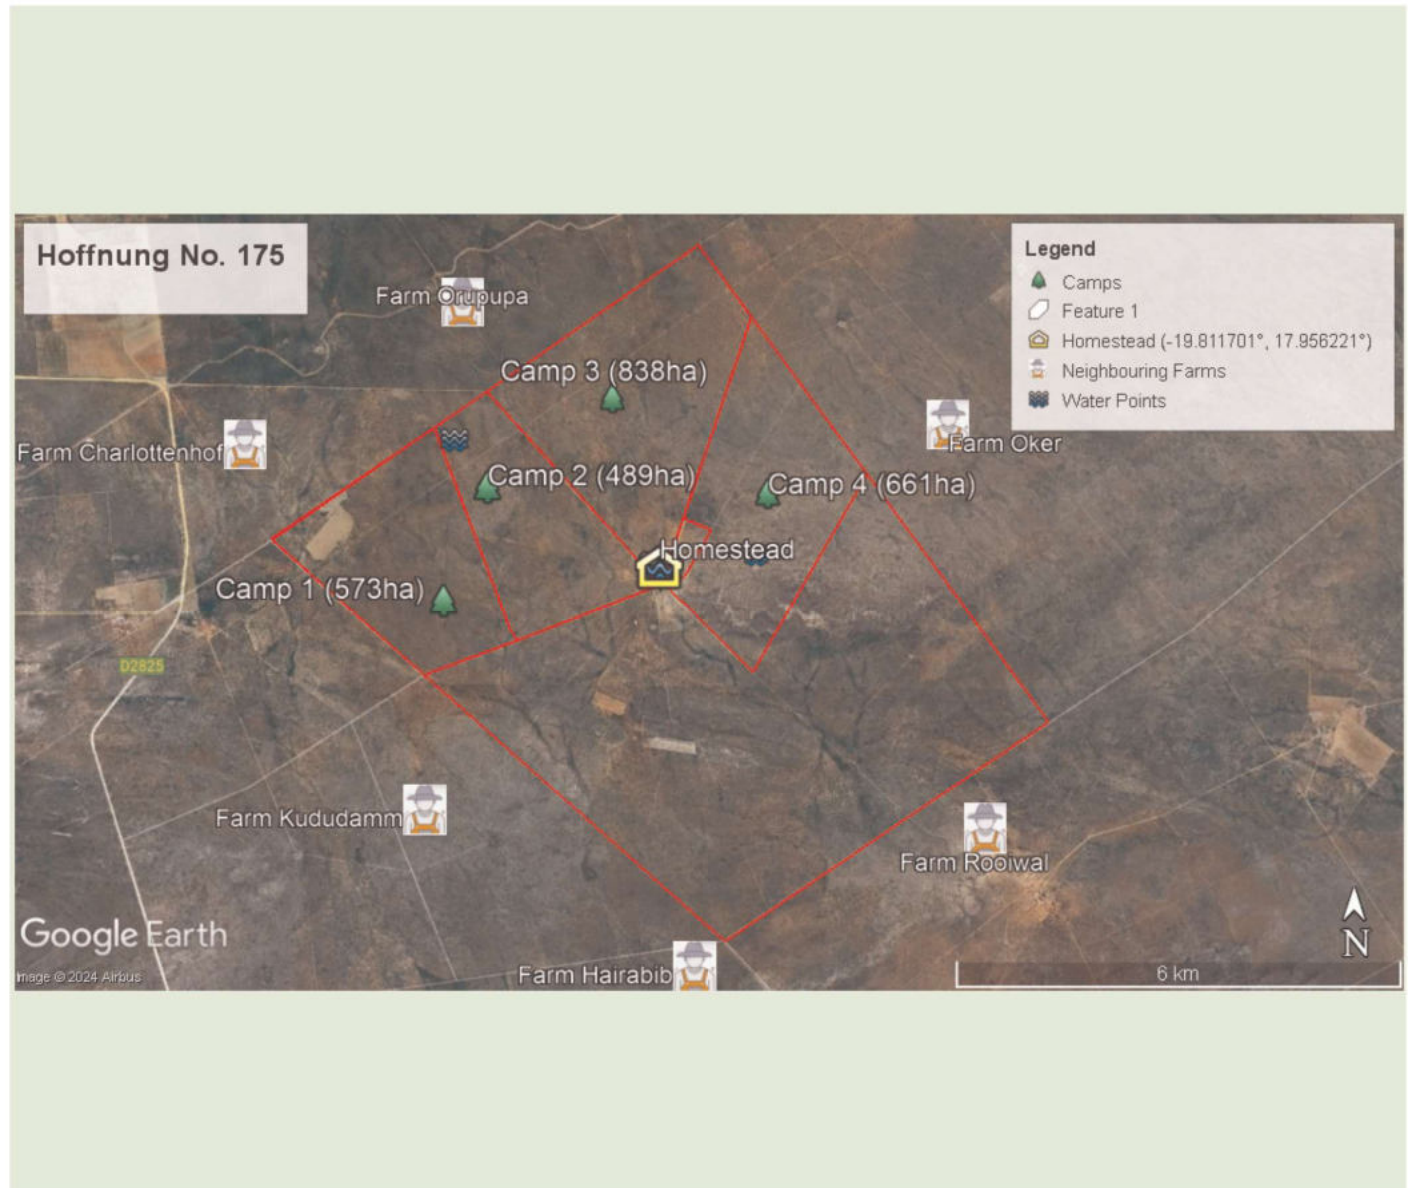 Hoffnung No. 175
Legend
Camps
Feature 1
Homestead (-19.811701°, 17.956221°)
Neighbouring Farms
Water Points
Farm Orupupa
Camp 3 (838ha)
Farm Charlottenhof
Farm Oker
Camp 2 (489ha)
Camp 4 (661ha)
Homestead
Camp 1 (573ha)
D2825
Farm Kududamm
Farm Rooiwal
Google Earth
N
Farm Hairabib
6 km
Image © 2024 Airbus